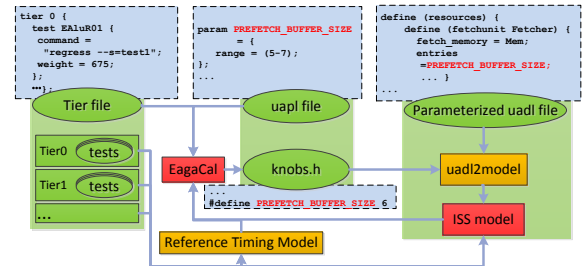 tier 0 {
test EAluR01 {
command =
"regress --s=test1";
weight = 675;
};
…};
param PREFETCH_BUFFER_SIZE
= {
range = (5-7);
};
...
define (resources) {
define (fetchunit Fetcher) {
fetch_memory = Mem;
entries
=PREFETCH_BUFFER_SIZE;
... }
...
Tier file
uapl file
Parameterized uadl file
Tier0 tests
Tier1 tests
...
EagaCal
knobs.h
uadl2model
...
#define PREFETCH_BUFFER_SIZE 6
ISS model
Reference Timing Model